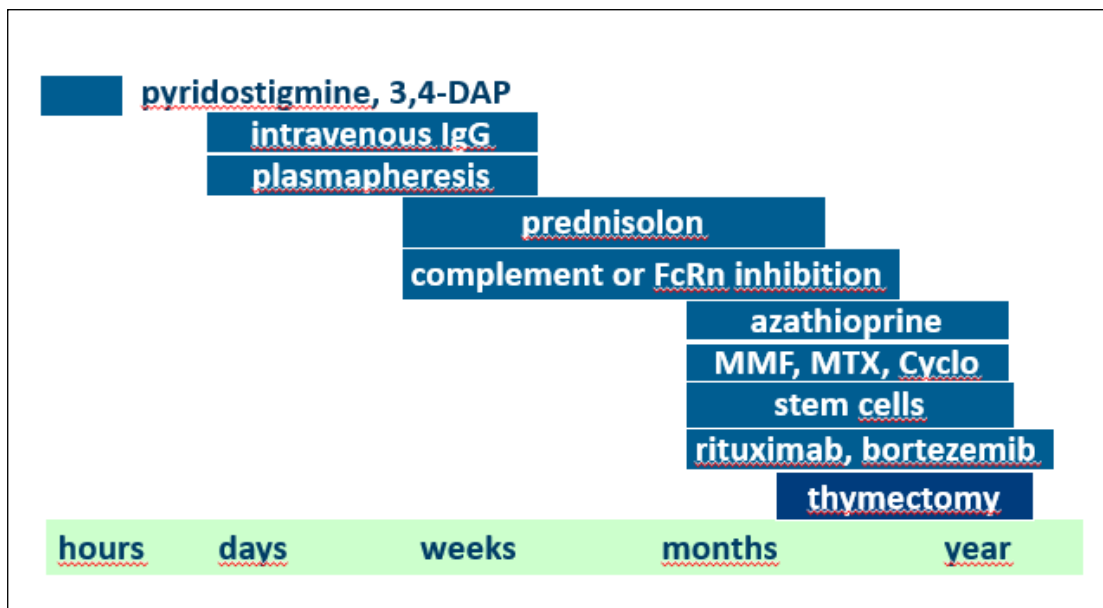 pyridostigmine, 3,4-DAP
intravenous IgG
plasmapheresis
prednisolon
complement or FcRn inhibition
azathioprine
MMF, MTX, Cyclo
stem cells
rituximab, bortezemib
thymectomy
hours days weeks months year